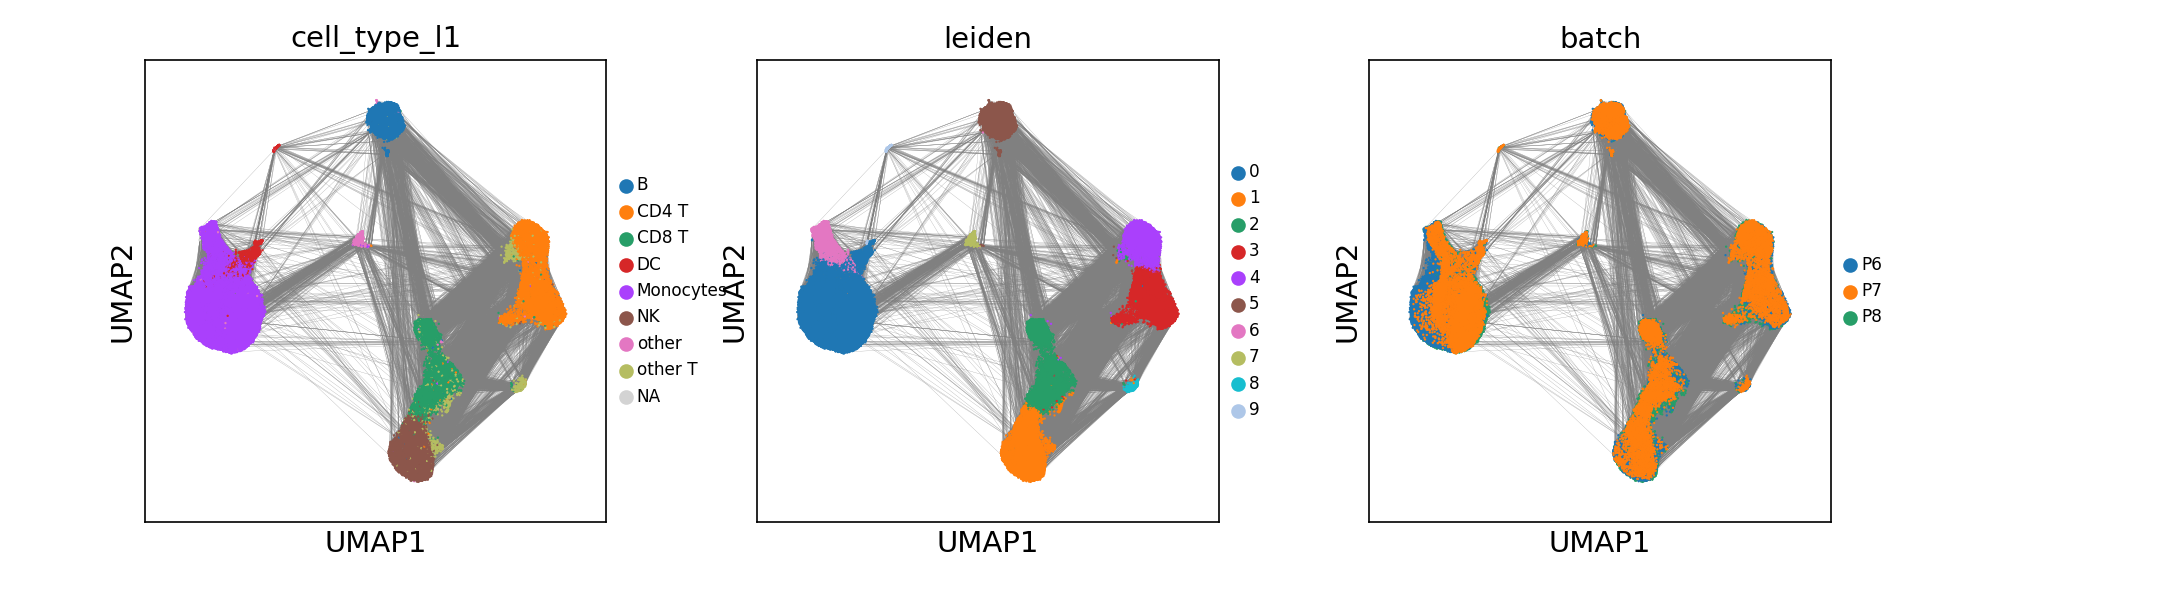 cell_type_l1
UMAP2
UMAP1
B
CD4 T
CD8 T
DC
Monocytes
NK
other
other T
NA
leiden
UMAP2
UMAP1
0
1
2
3
4
5
6
7
8
9
batch
UMAP2
UMAP1
P6
P7
P8